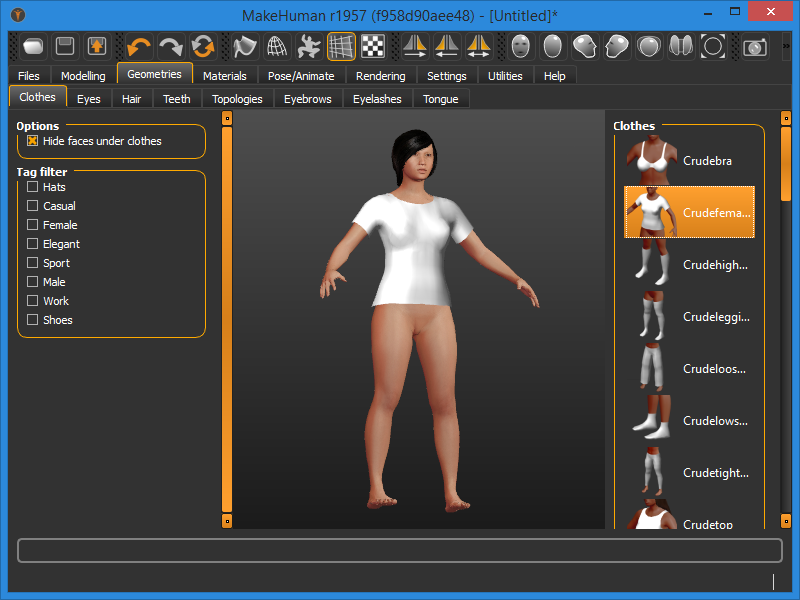 MakeHuman r1957 (f958d90aee48) - [Untitled]*
Files Modelling Geometries Materials Pose/Animate Rendering Settings Utilities Help
Clothes Eyes Hair Teeth Topologies Eyebrows Eyelashes Tongue
Options
Hide faces under clothes
Tag filter
Hats
Casual
Female
Elegant
Sport
Male
Work
Shoes
Clothes
Crudebra
Crudefema...
Crudehigh...
Crudeleggi...
Crudeloos...
Crudelows...
Crudetight...
Crudetop